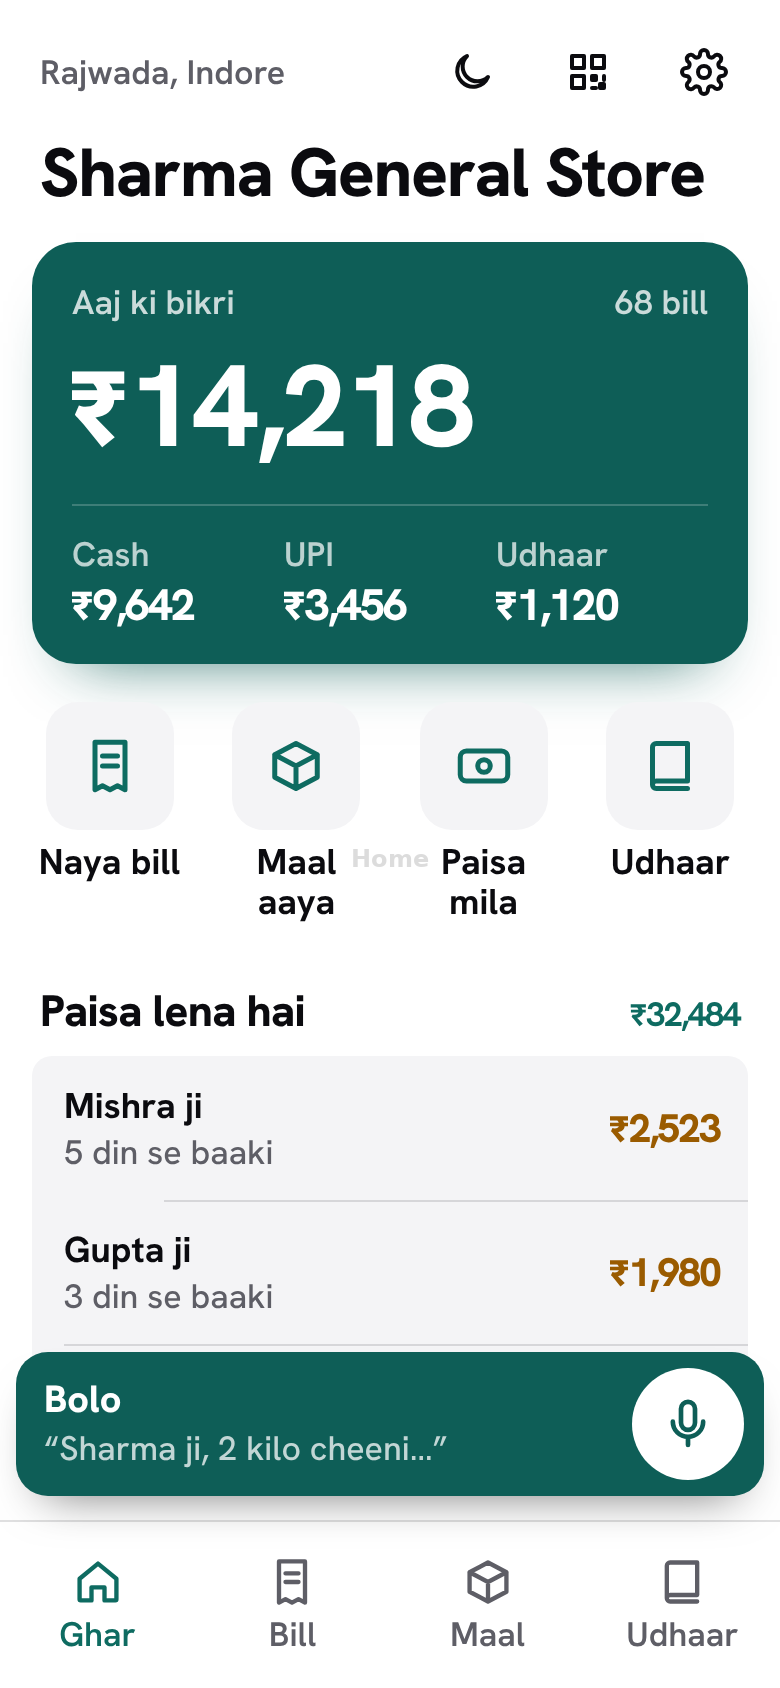 Rajwada, Indore
Sharma General Store
Aaj ki bikri
68 bill
₹14,218
Cash
UPI
Udhaar
₹9,642
₹3,456
₹1,120
Naya bill
Maal aaya
Home
Paisa mila
Udhaar
Paisa lena hai
₹32,484
Mishra ji
5 din se baaki
₹2,523
Gupta ji
3 din se baaki
₹1,980
Bolo
“Sharma ji, 2 kilo cheeni...”
Ghar
Bill
Maal
Udhaar